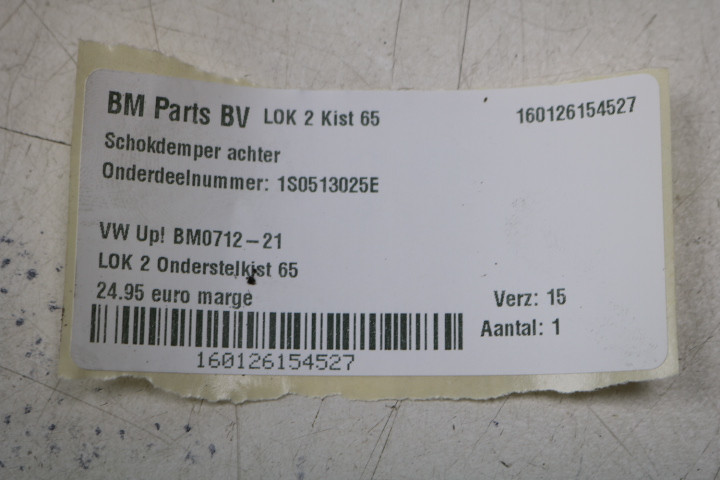 BM Parts BV LOK 2 Kist 65 160126154527
Schokdemper achter
Onderdeelnummer: 1S0513025E
VW Up! BM0712-21
LOK 2 Onderstelkist 65
24.95 euro marge Verz: 15
Aantal: 1
160126154527